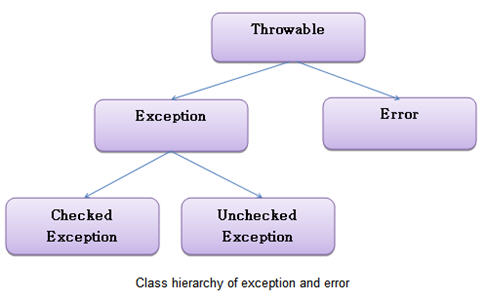 Throwable
Exception
Error
Checked
Exception
Unchecked
Exception
Class hierarchy of exception and error